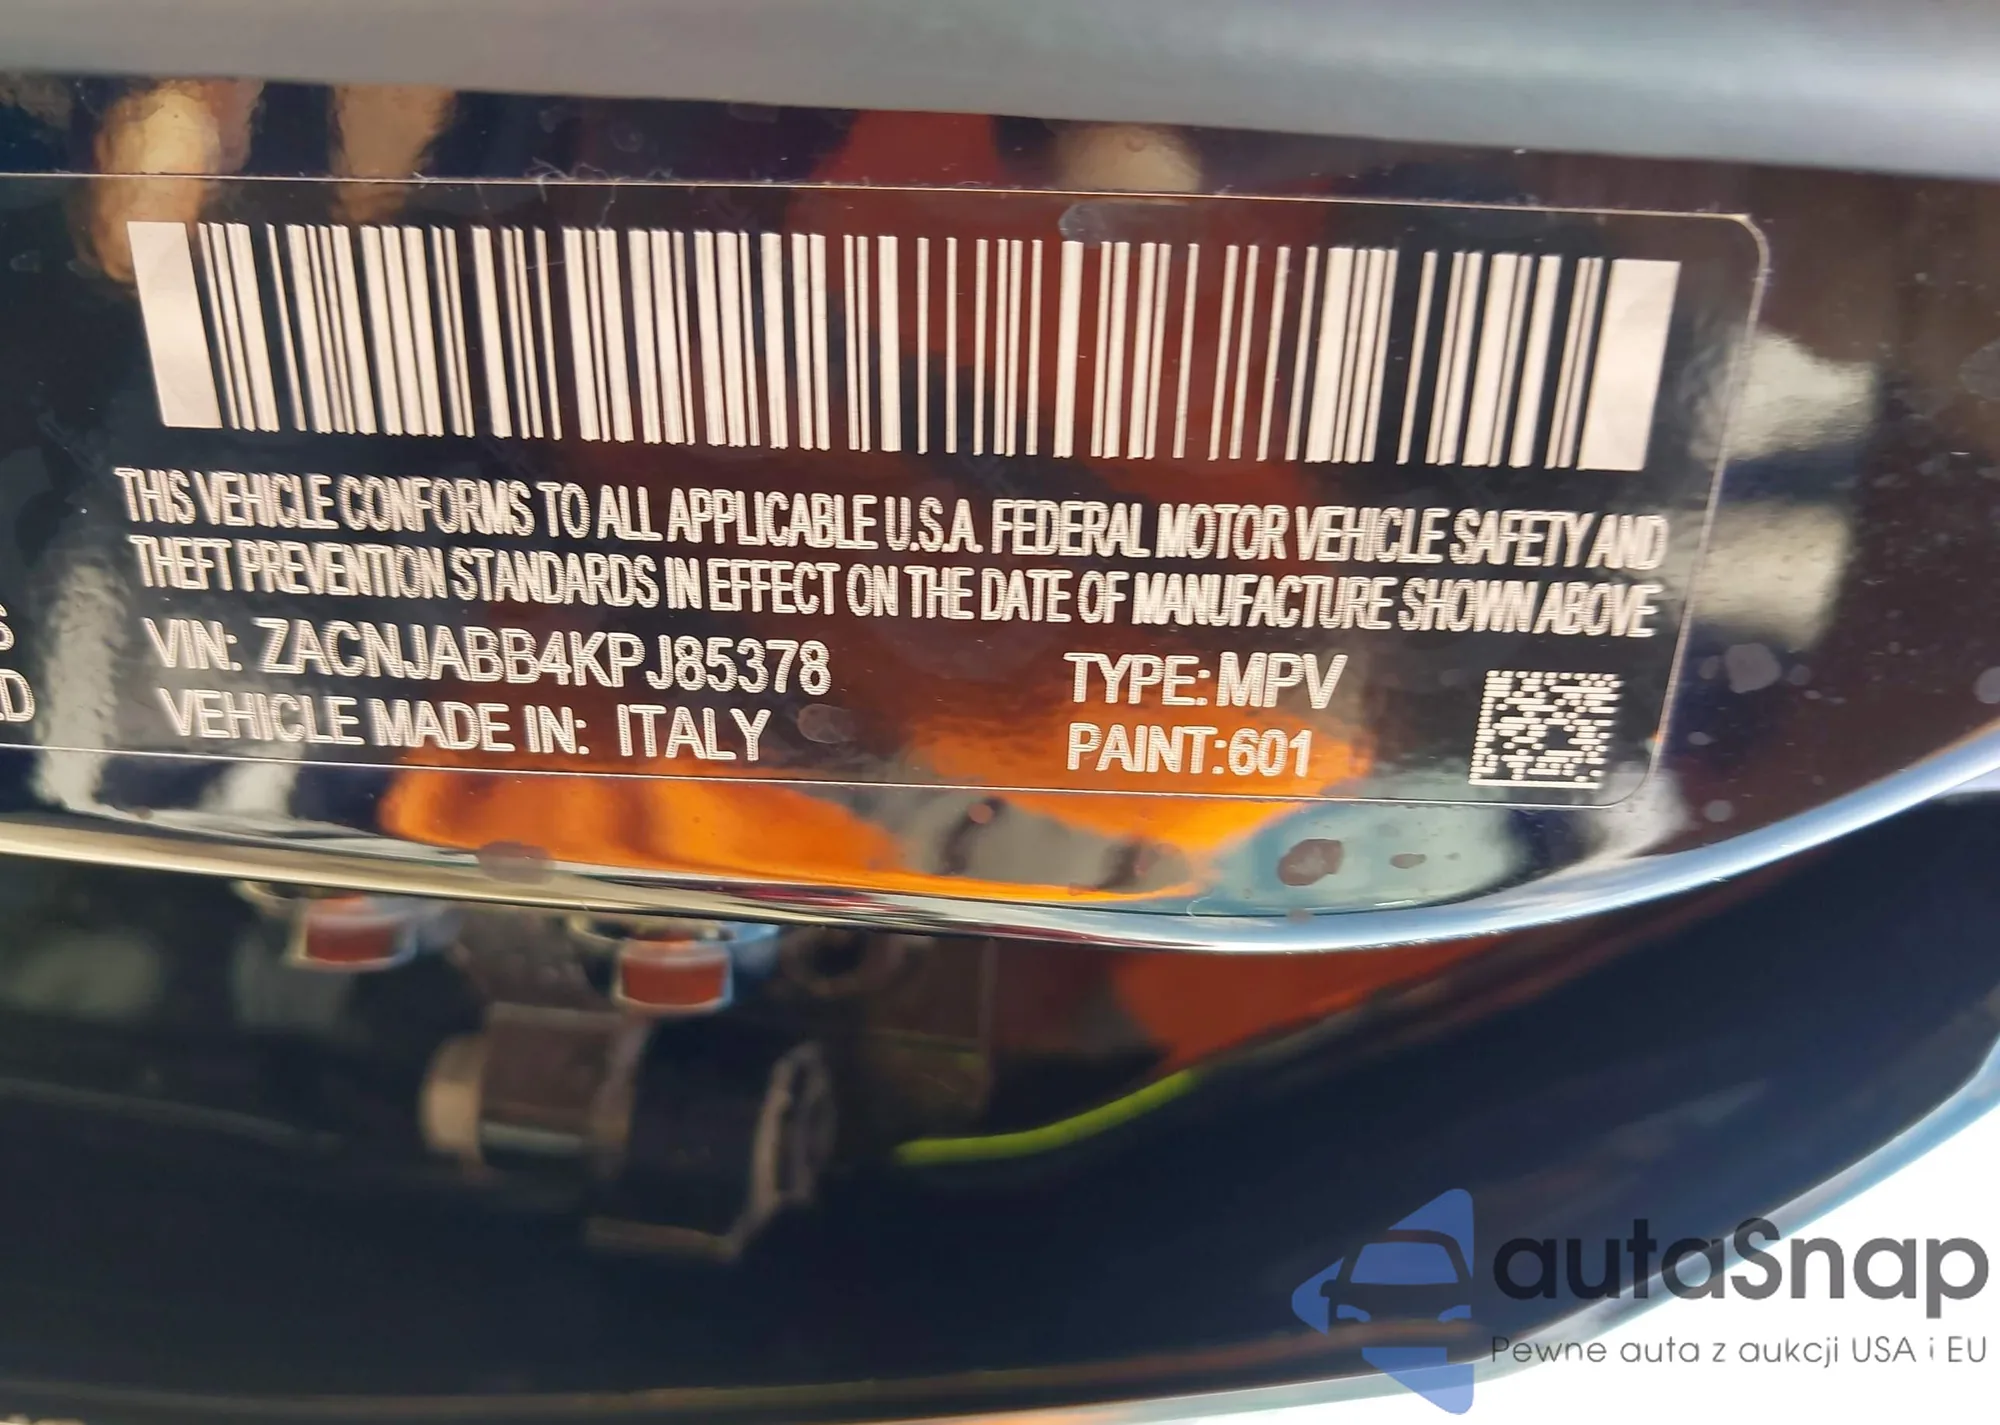 THIS VEHICLE CONFORMS TO ALL APPLICABLE U.S.A. FEDERAL MOTOR VEHICLE SAFETY AND
THEFT PREVENTION STANDARDS IN EFFECT ON THE DATE OF MANUFACTURE SHOWN ABOVE
VIN: ZACNJABB4KPJ85378
TYPE: MPV
VEHICLE MADE IN: ITALY
PAINT:601
autaSnap
Pewne auta z aukcji USA i EU